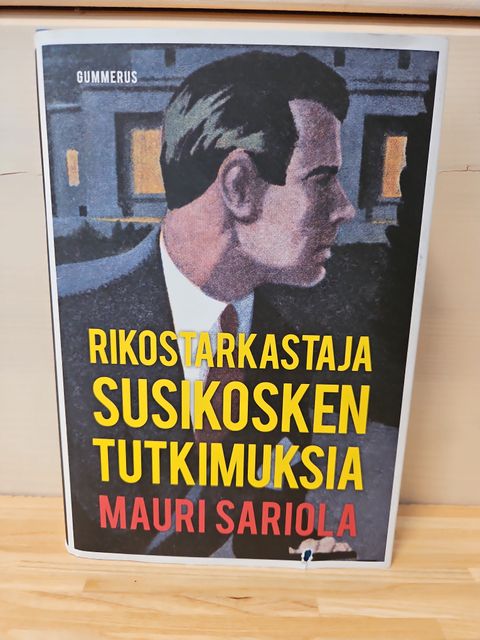 GUMMERUS
RIKOSTARKASTAJA
SUSIKOSKEN
TUTKIMUKSIA
MAURI SARIOLA